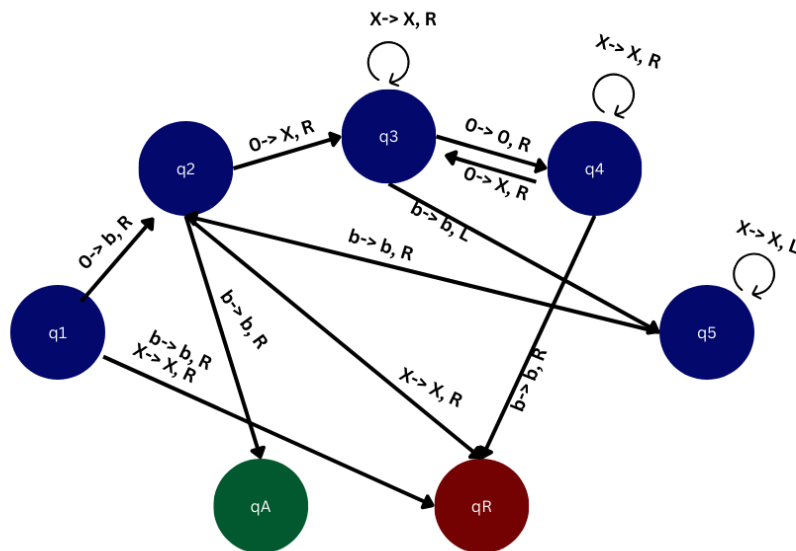 X-> X, R
X-> X, R
q3
0-> 0, R
0-> X, R
q2
q4
0-> X, R
b-> b, L
0-> b, R
b-> b, R
X-> X, L
b-> b, R
q1
q5
b-> b, R
X-> X, R
X-> X, R
b-> b, R
qA
qR